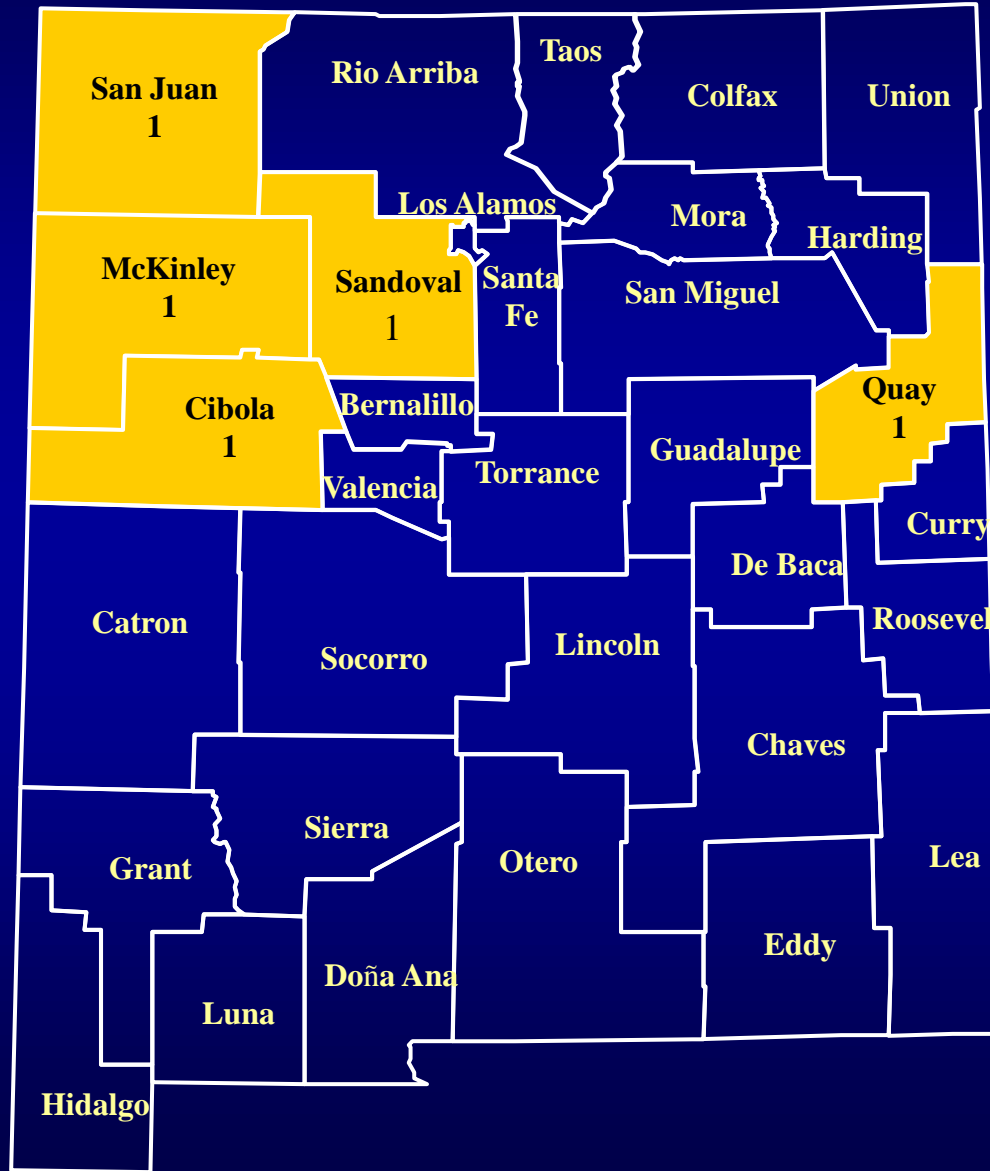 Taos
Rio Arriba
San Juan
1
Colfax
Union
Los Alamos
Mora
Harding
McKinley
1
Sandoval
1
Santa
Fe
San Miguel
Quay
1
Cibola
1
Bernalillo
Guadalupe
Torrance
Valencia
Curry
De Baca
Catron
Roosevel
Lincoln
Socorro
Chaves
Sierra
Lea
Otero
Grant
Eddy
Doña Ana
Luna
Hidalgo